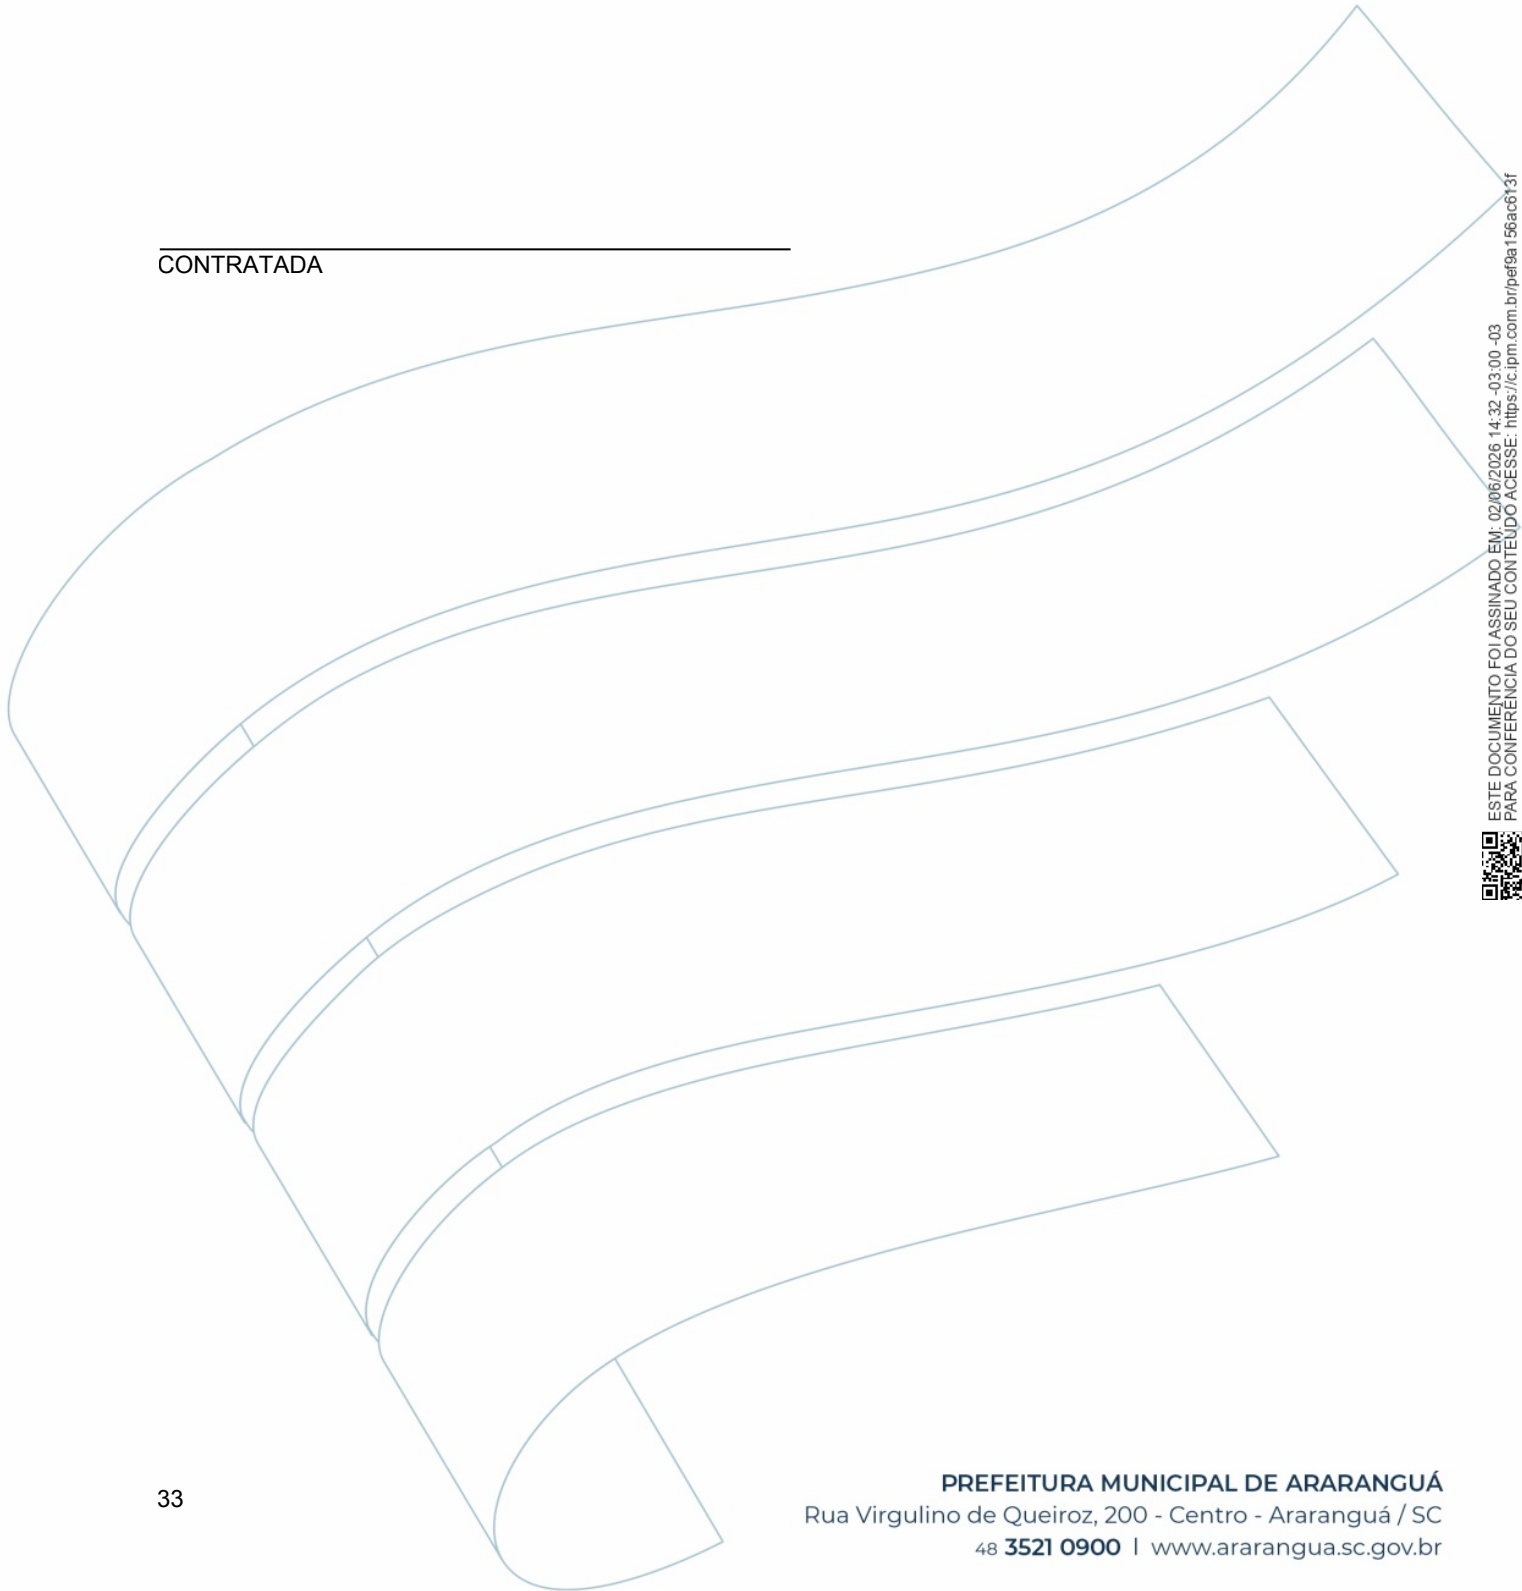 CONTRATADA
ESTE DOCUMENTO FOI ASSINADO EM: 02/06/2026 14:32 -03:00 -03
PARA CONFERÊNCIA DO SEU CONTEÚDO ACESSE: https://c.ipm.com.br/pef9a156ac613f
33
PREFEITURA MUNICIPAL DE ARARANGUÁ
Rua Virgulino de Queiroz, 200 - Centro - Araranguá / SC
48 3521 0900 | www.ararangua.sc.gov.br